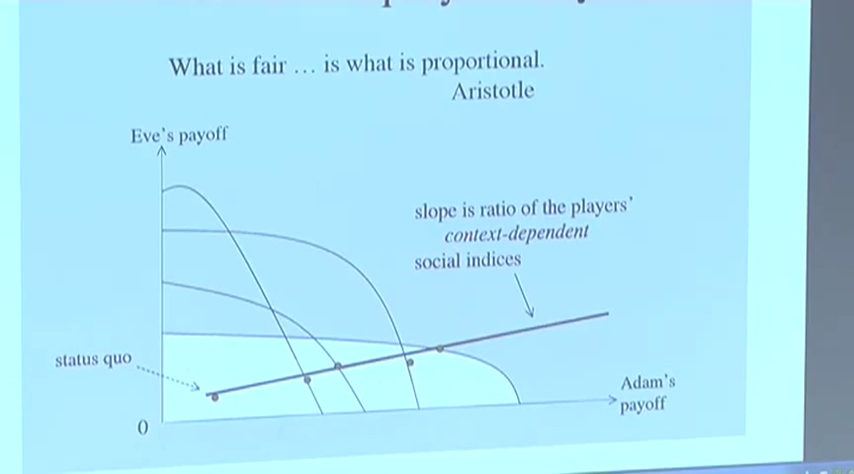 What is fair … is what is proportional.
Aristotle
Eve's payoff
slope is ratio of the players'
context-dependent
social indices
status quo
Adam's
payoff
0